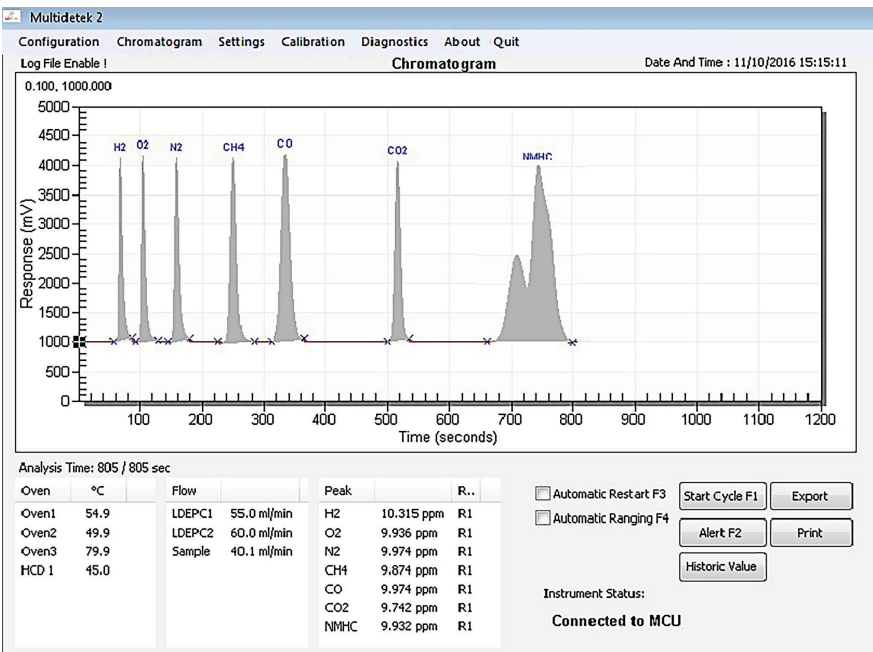 Multidetek 2
Configuration Chromatogram Settings Calibration Diagnostics About Quit
Log File Enable ! Chromatogram Date And Time : 11/10/2016 15:15:11
0.100, 1000.000
5000
4500
4000
3500
3000
2500
2000
1500
1000
500
0
Response (mV)
H2 O2 N2 CH4 CO CO2 NMHC
100 200 300 400 500 600 700 800 900 1000 1100 1200
Time (seconds)
Analysis Time: 805 / 805 sec
Oven °C
Oven1 54.9
Oven2 49.9
Oven3 79.9
HCD 1 45.0
Flow
LDEPC1 55.0 ml/min
LDEPC2 60.0 ml/min
Sample 40.1 ml/min
Peak R..
H2 10.315 ppm R1
O2 9.936 ppm R1
N2 9.974 ppm R1
CH4 9.874 ppm R1
CO 9.974 ppm R1
CO2 9.742 ppm R1
NMHC 9.932 ppm R1
Automatic Restart F3
Automatic Ranging F4
Start Cycle F1 Export
Alert F2 Print
Historic Value
Instrument Status:
Connected to MCU